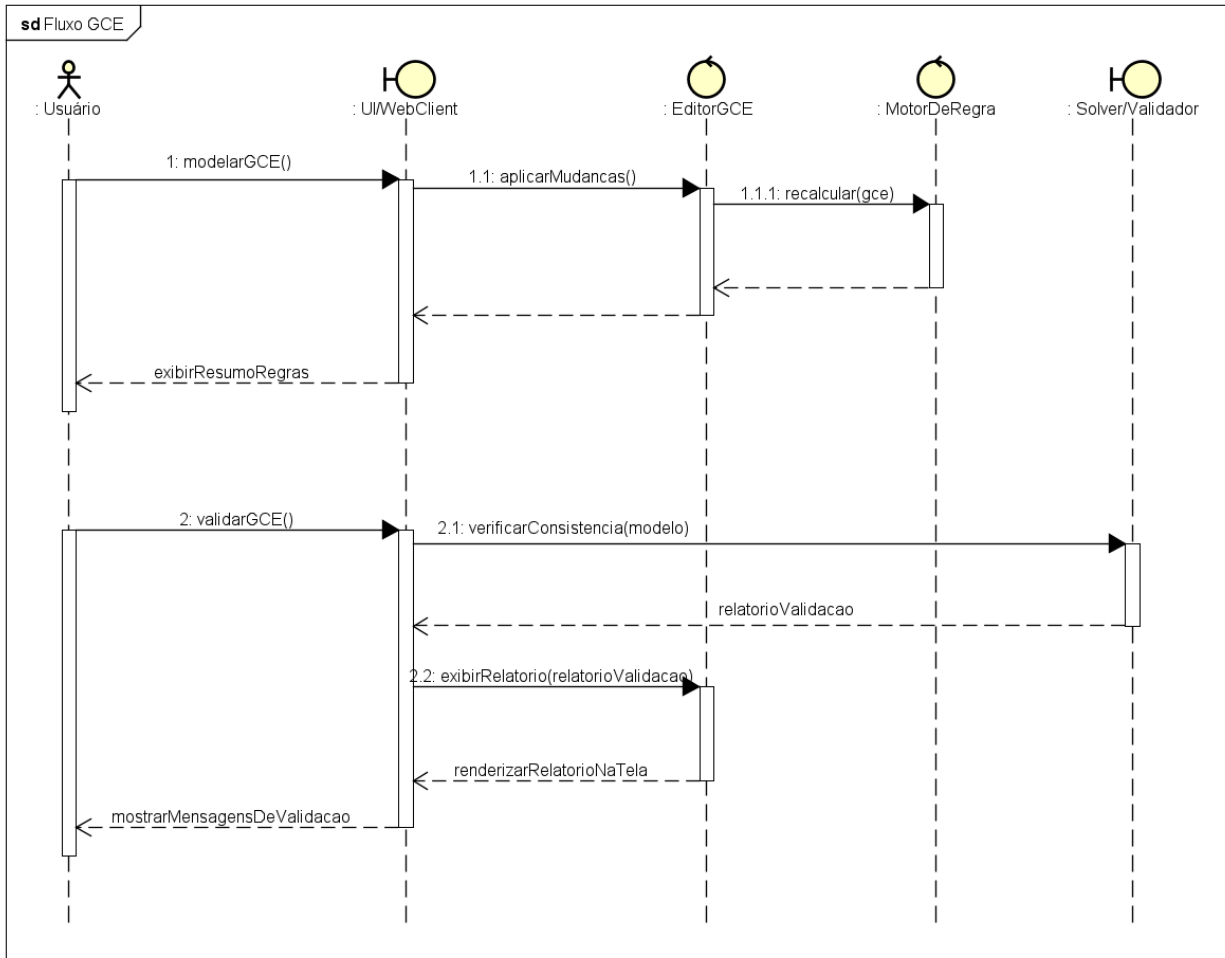 sd Fluxo GCE
: Usuário
: UI/WebClient
: EditorGCE
: MotorDeRegra
: Solver/Validador
1: modelarGCE()
1.1: aplicarMudancas()
1.1.1: recalcular(gce)
exibirResumoRegras
2: validarGCE()
2.1: verificarConsistencia(modelo)
relatorioValidacao
2.2: exibirRelatorio(relatorioValidacao)
renderizarRelatorioNaTela
mostrarMensagensDeValidacao